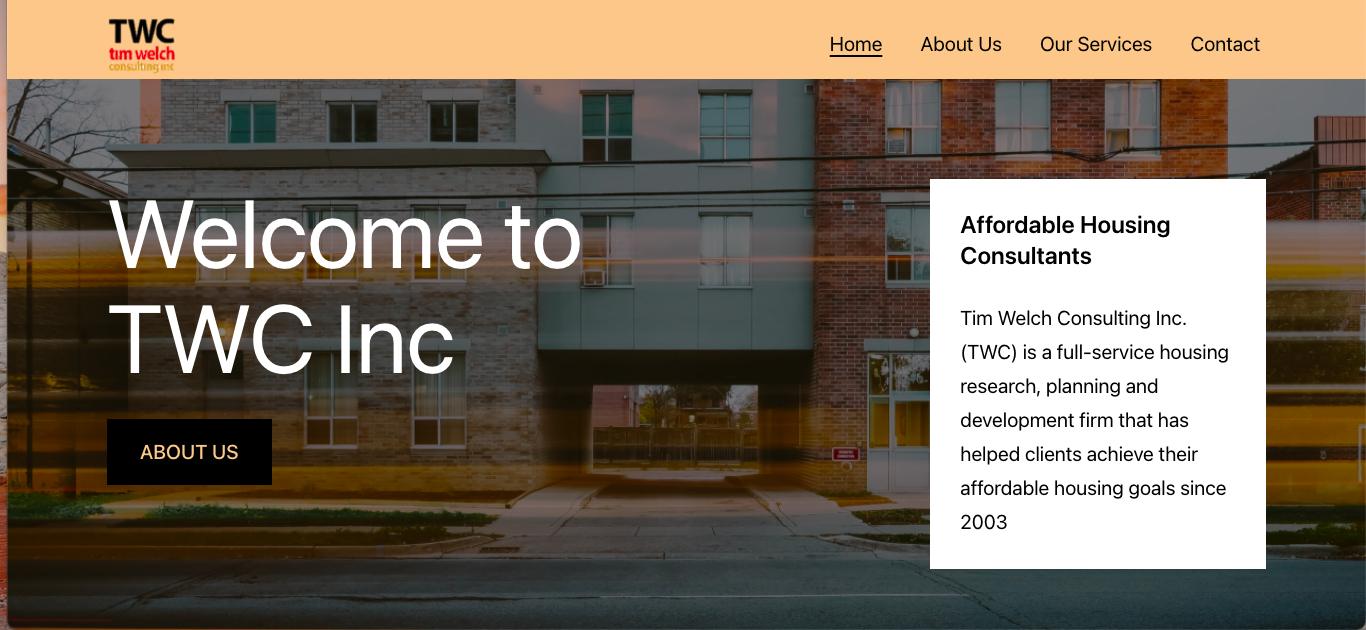 TWC
tim welch
consulting inc
Home
About Us
Our Services
Contact
Welcome to
TWC Inc
ABOUT US
Affordable Housing
Consultants
Tim Welch Consulting Inc.
(TWC) is a full-service housing
research, planning and
development firm that has
helped clients achieve their
affordable housing goals since
2003